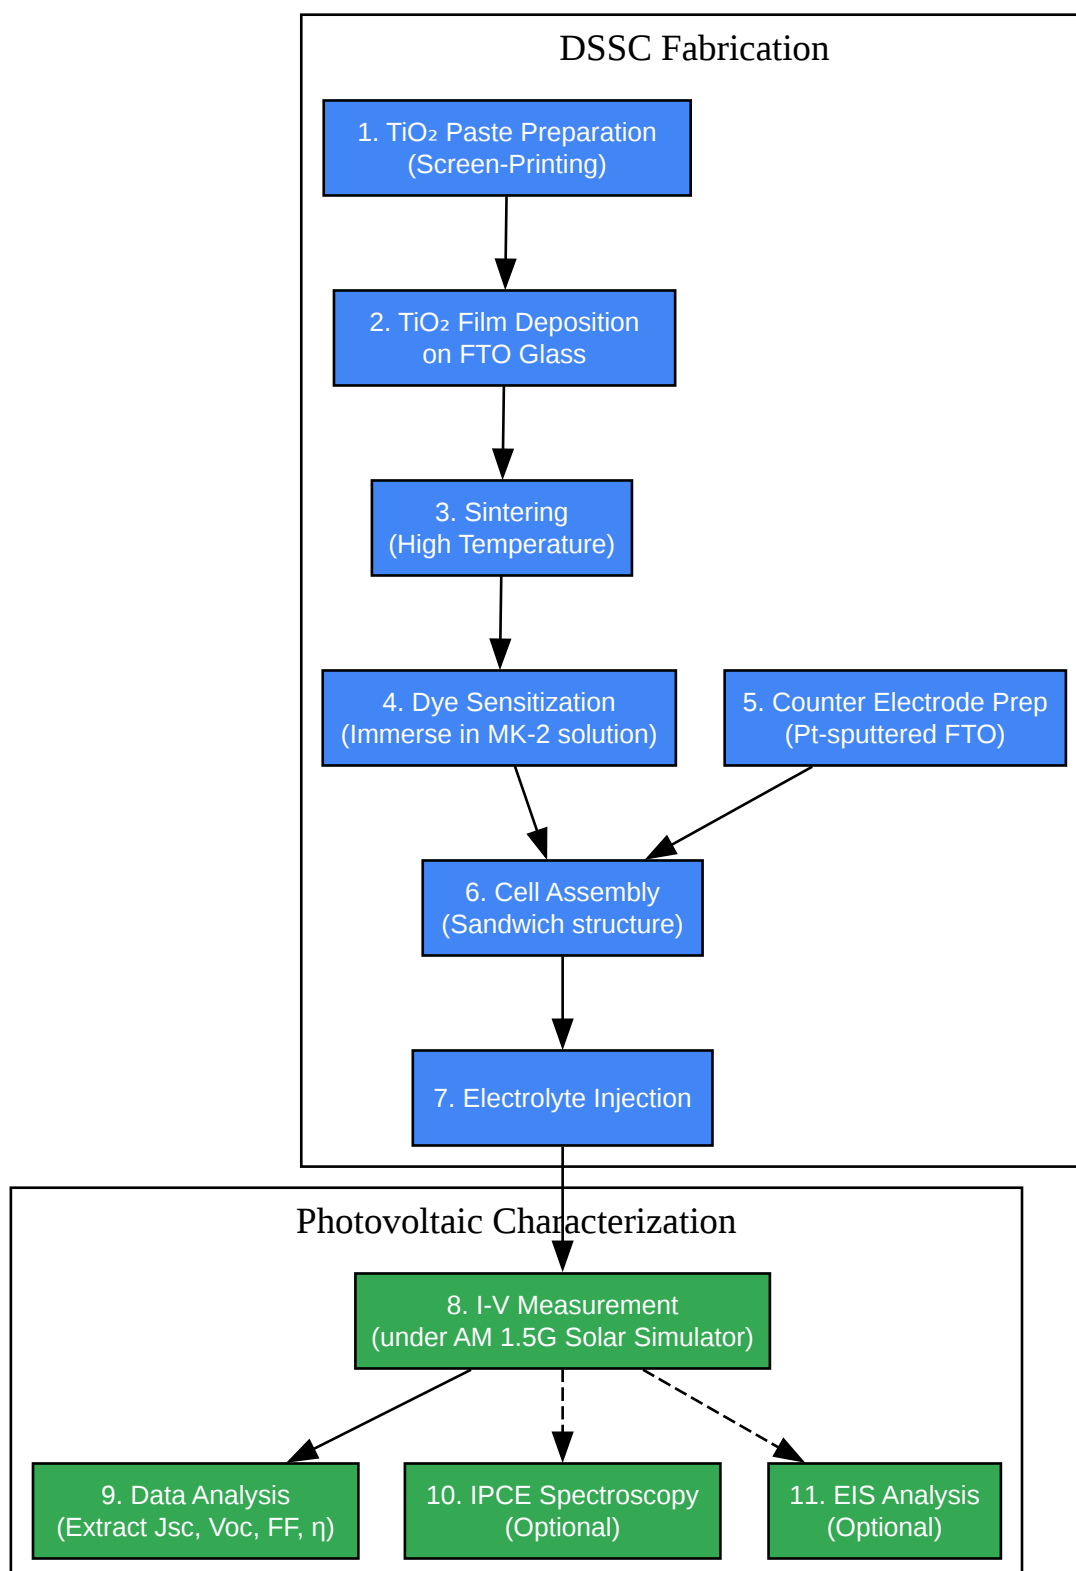 DSSC Fabrication
1. TiO₂ Paste Preparation
(Screen-Printing)
2. TiO₂ Film Deposition
on FTO Glass
3. Sintering
(High Temperature)
4. Dye Sensitization
(Immerse in MK-2 solution)
5. Counter Electrode Prep
(Pt-sputtered FTO)
6. Cell Assembly
(Sandwich structure)
7. Electrolyte Injection
Photovoltaic Characterization
8. I-V Measurement
(under AM 1.5G Solar Simulator)
9. Data Analysis
(Extract Jsc, Voc, FF, η)
10. IPCE Spectroscopy
(Optional)
11. EIS Analysis
(Optional)